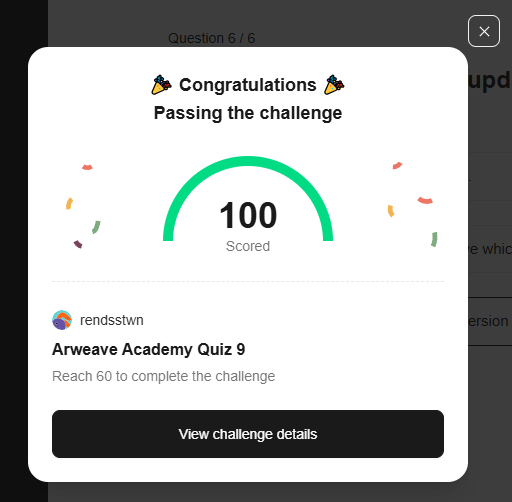 Question 6 / 6
upd
Congratulations
Passing the challenge
100
Scored
e whic
ersion
rendsstwn
Arweave Academy Quiz 9
Reach 60 to complete the challenge
View challenge details